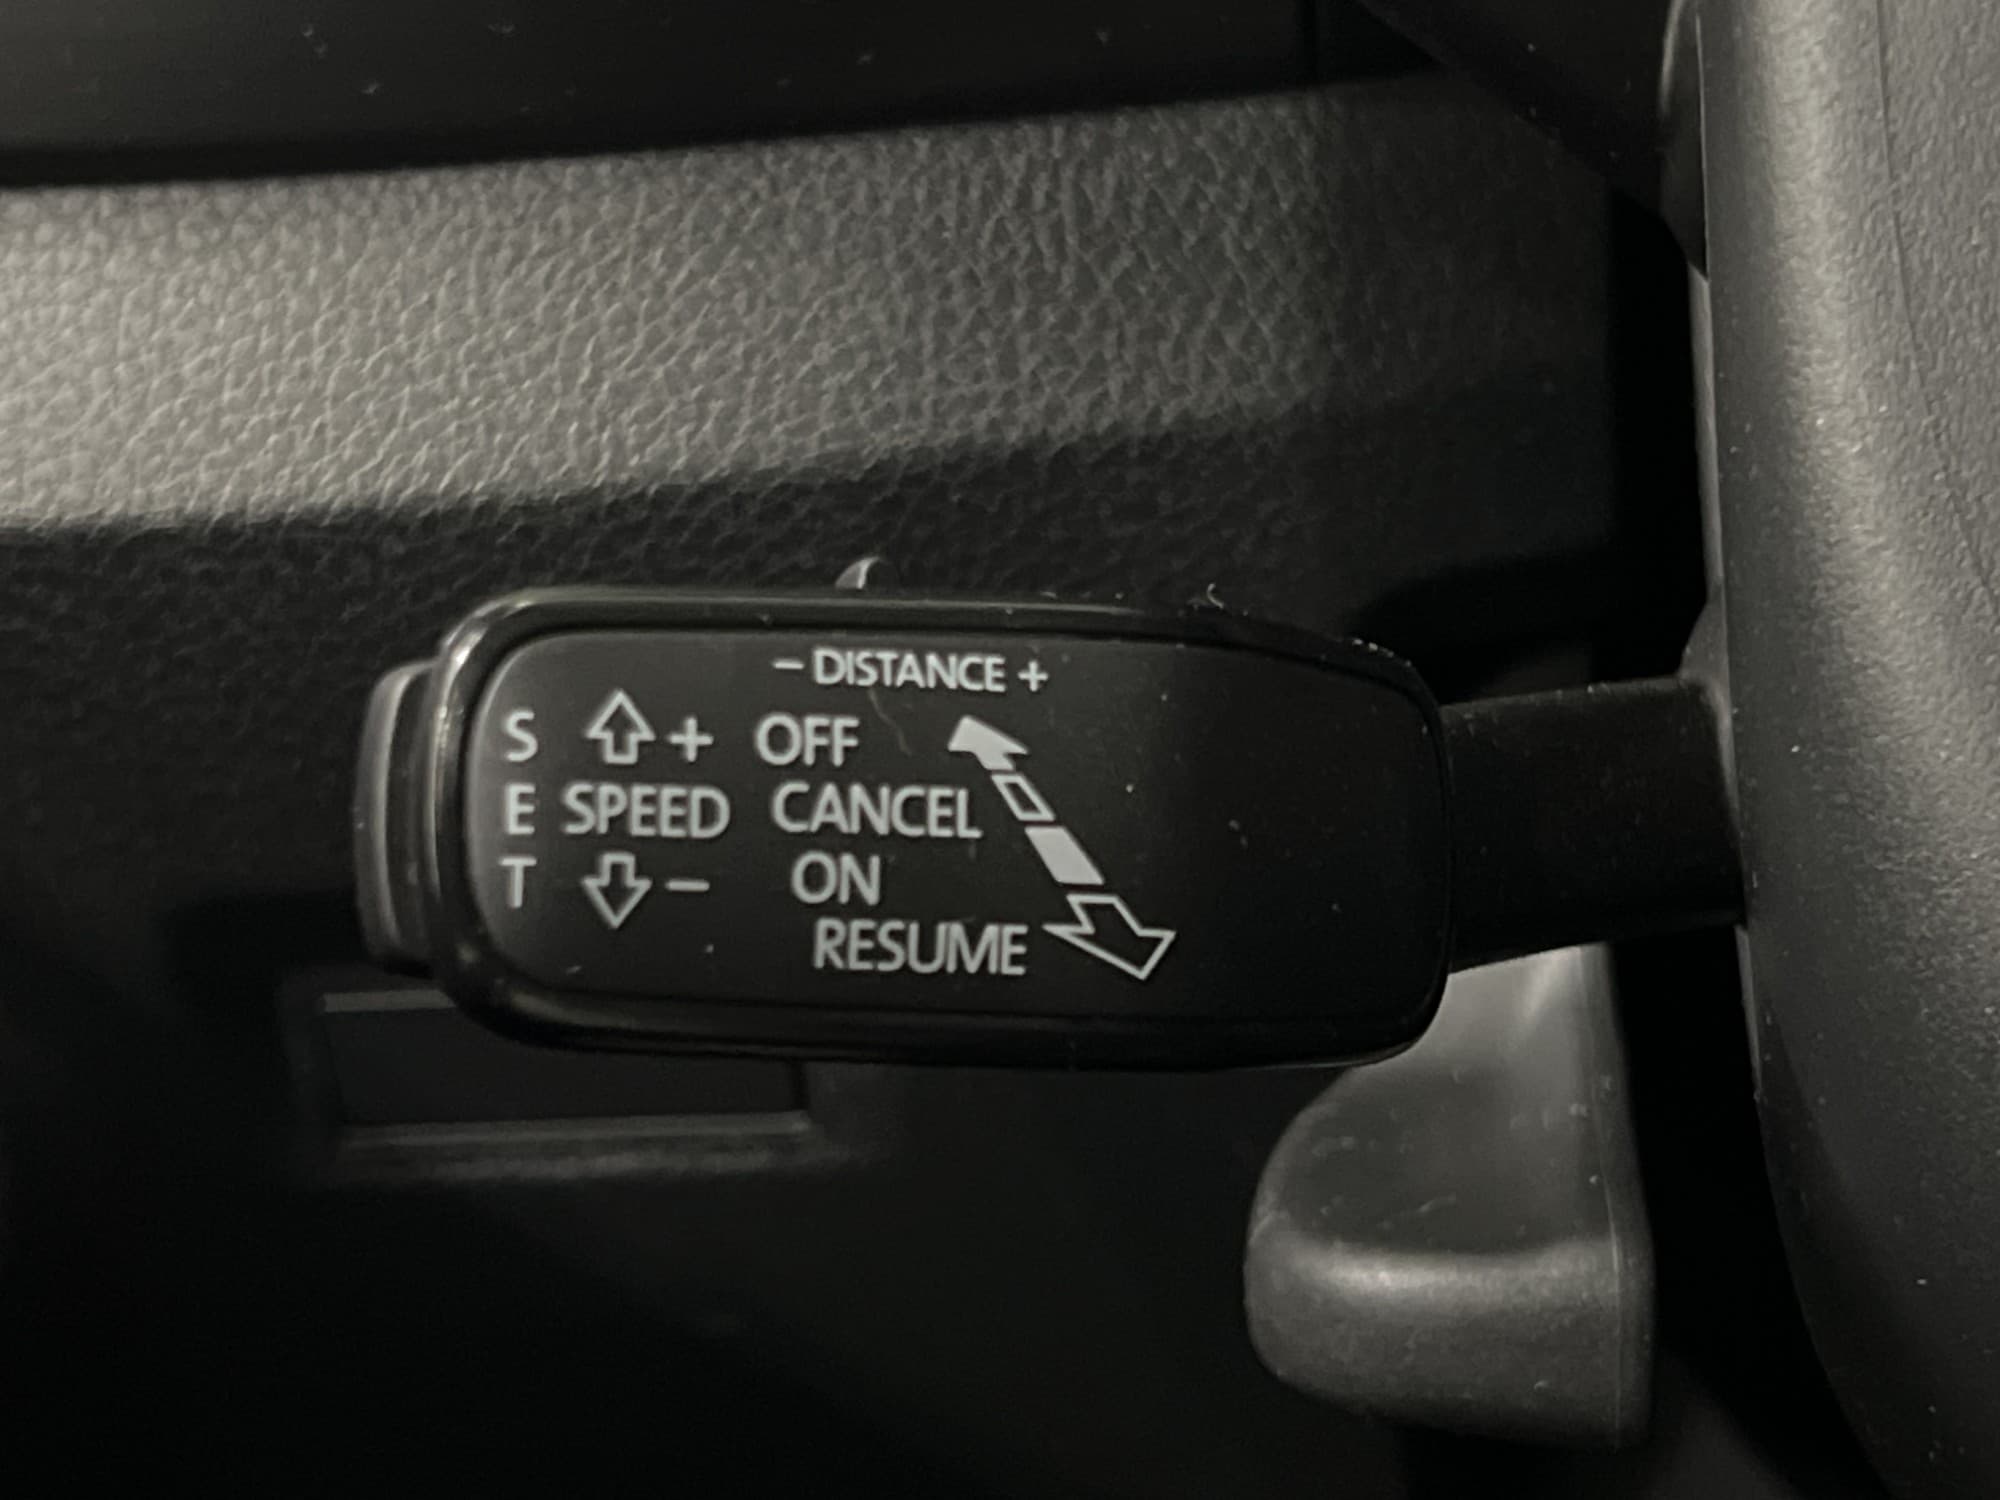 – DISTANCE +
S ⇧+ OFF
E SPEED CANCEL
T ⇩– ON
RESUME